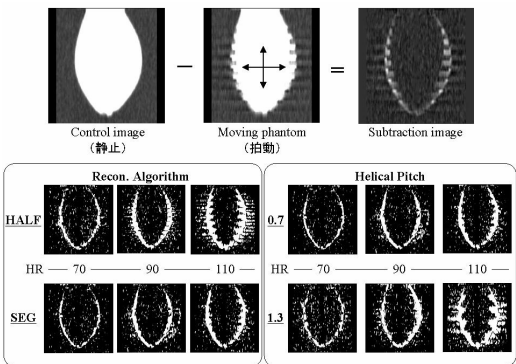 Control image
（静止）
Moving phantom
（拍動）
Subtraction image
− =
Recon. Algorithm
HALF
HR — 70 — 90 — 110
SEG
Helical Pitch
0.7
HR — 70 — 90 — 110
1.3